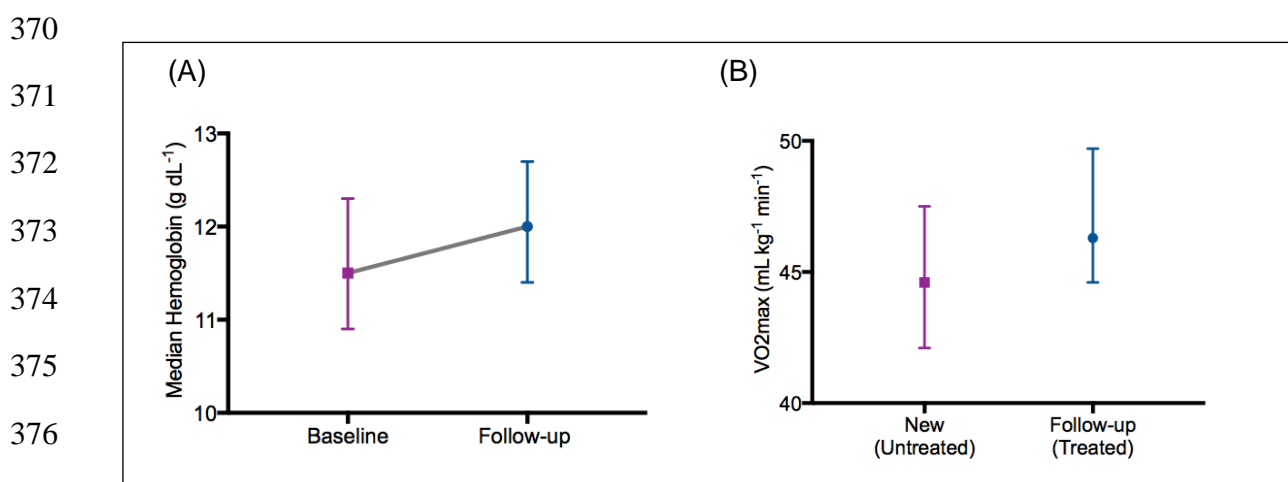 370
371
372
373
374
375
376
(A)
Median Hemoglobin (g dL-1)
13
12
11
10
Baseline
Follow-up
(B)
VO2max (mL kg-1 min-1)
50
45
40
New
(Untreated)
Follow-up
(Treated)